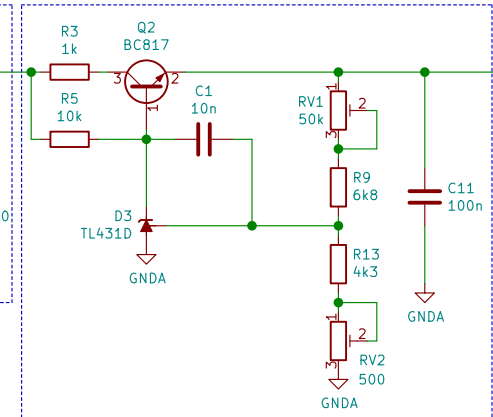 R3
1k
Q2
BC817
3
2
1
R5
10k
C1
10n
RV1
50k
1
2
3
R9
6k8
C11
100n
0
D3
TL431D
GNDA
R13
4k3
GNDA
1
2
3
RV2
500
GNDA